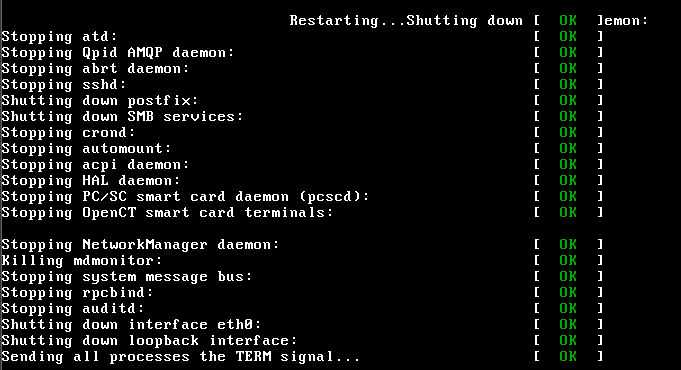 Restarting...Shutting down [  OK  ]emon:
Stopping atd: [  OK  ]
Stopping Qpid AMQP daemon: [  OK  ]
Stopping abrt daemon: [  OK  ]
Stopping sshd: [  OK  ]
Shutting down postfix: [  OK  ]
Shutting down SMB services: [  OK  ]
Stopping crond: [  OK  ]
Stopping automount: [  OK  ]
Stopping acpi daemon: [  OK  ]
Stopping HAL daemon: [  OK  ]
Stopping PC/SC smart card daemon (pcscd): [  OK  ]
Stopping OpenCT smart card terminals: [  OK  ]
Stopping NetworkManager daemon: [  OK  ]
Killing mdmonitor: [  OK  ]
Stopping system message bus: [  OK  ]
Stopping rpcbind: [  OK  ]
Stopping auditd: [  OK  ]
Shutting down interface eth0: [  OK  ]
Shutting down loopback interface: [  OK  ]
Sending all processes the TERM signal... [  OK  ]